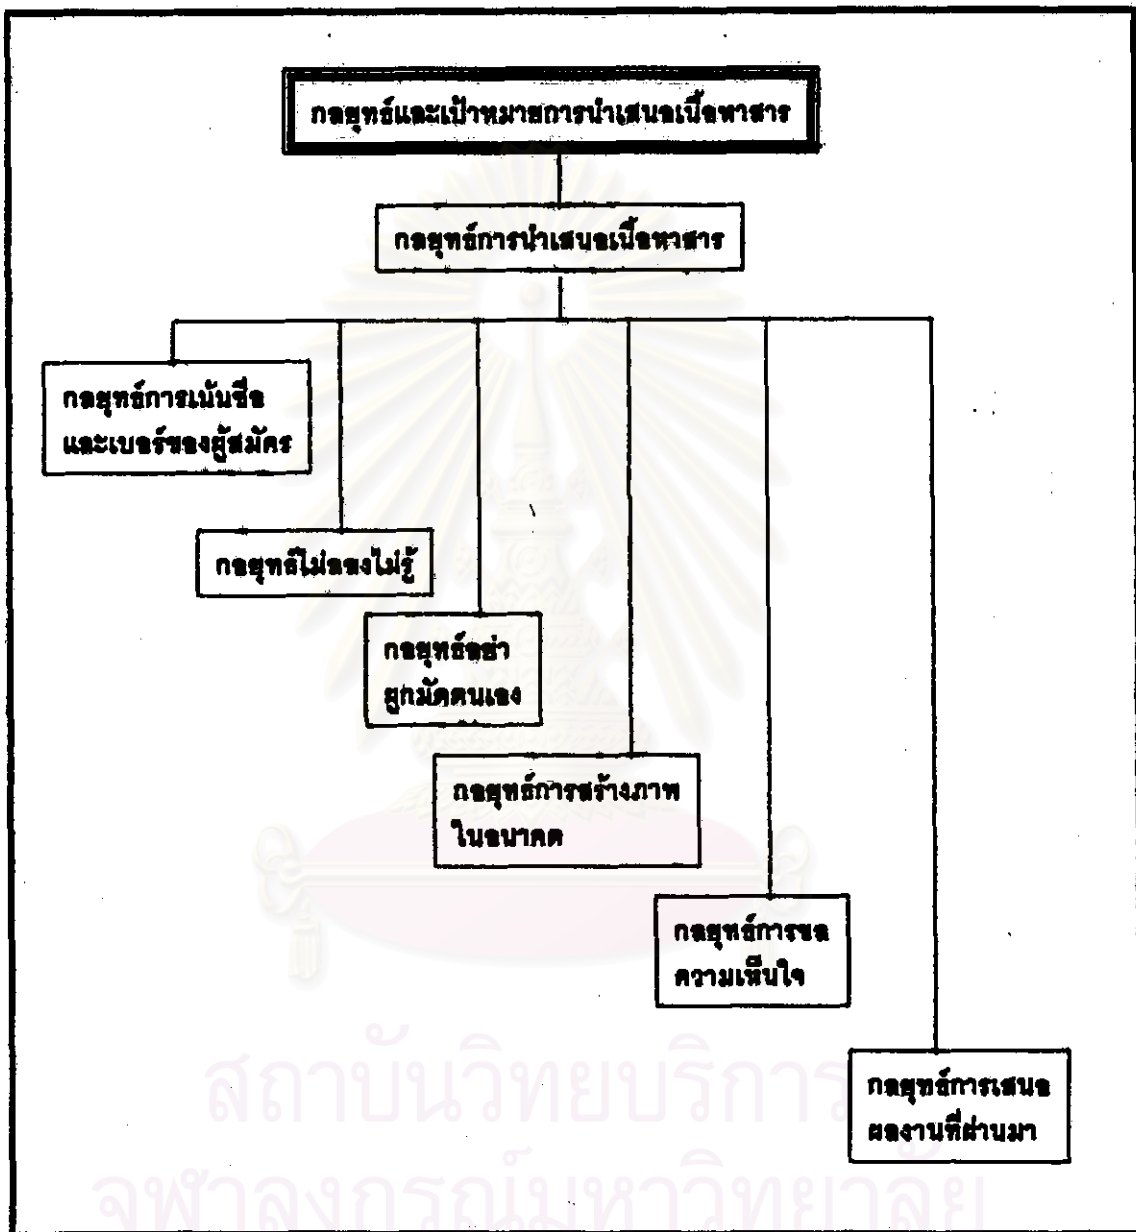 กลยุทธ์และเป้าหมายการนำเสนอเนื้อหาสาร
กลยุทธ์การนำเสนอเนื้อหาสาร
กลยุทธ์การเน้นชื่อ
และเบอร์ของผู้สมัคร
กลยุทธ์ไม่ลองไม่รู้
กลยุทธ์อย่า
ผูกมัดตนเอง
กลยุทธ์การสร้างภาพ
ในอนาคต
กลยุทธ์การขอ
ความเห็นใจ
กลยุทธ์การเสนอ
ผลงานที่ผ่านมา
สถาบันวิทยบริการ
จุฬาลงกรณ์มหาวิทยาลัย